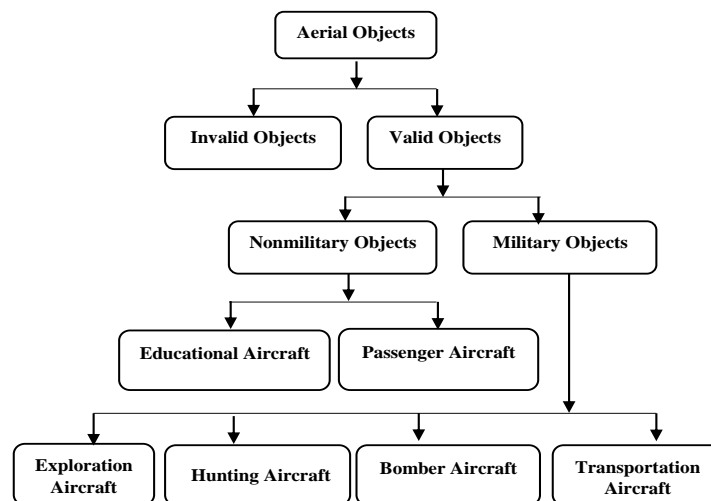 Aerial Objects
Invalid Objects
Valid Objects
Nonmilitary Objects
Military Objects
Educational Aircraft
Passenger Aircraft
Exploration
Aircraft
Hunting Aircraft
Bomber Aircraft
Transportation
Aircraft